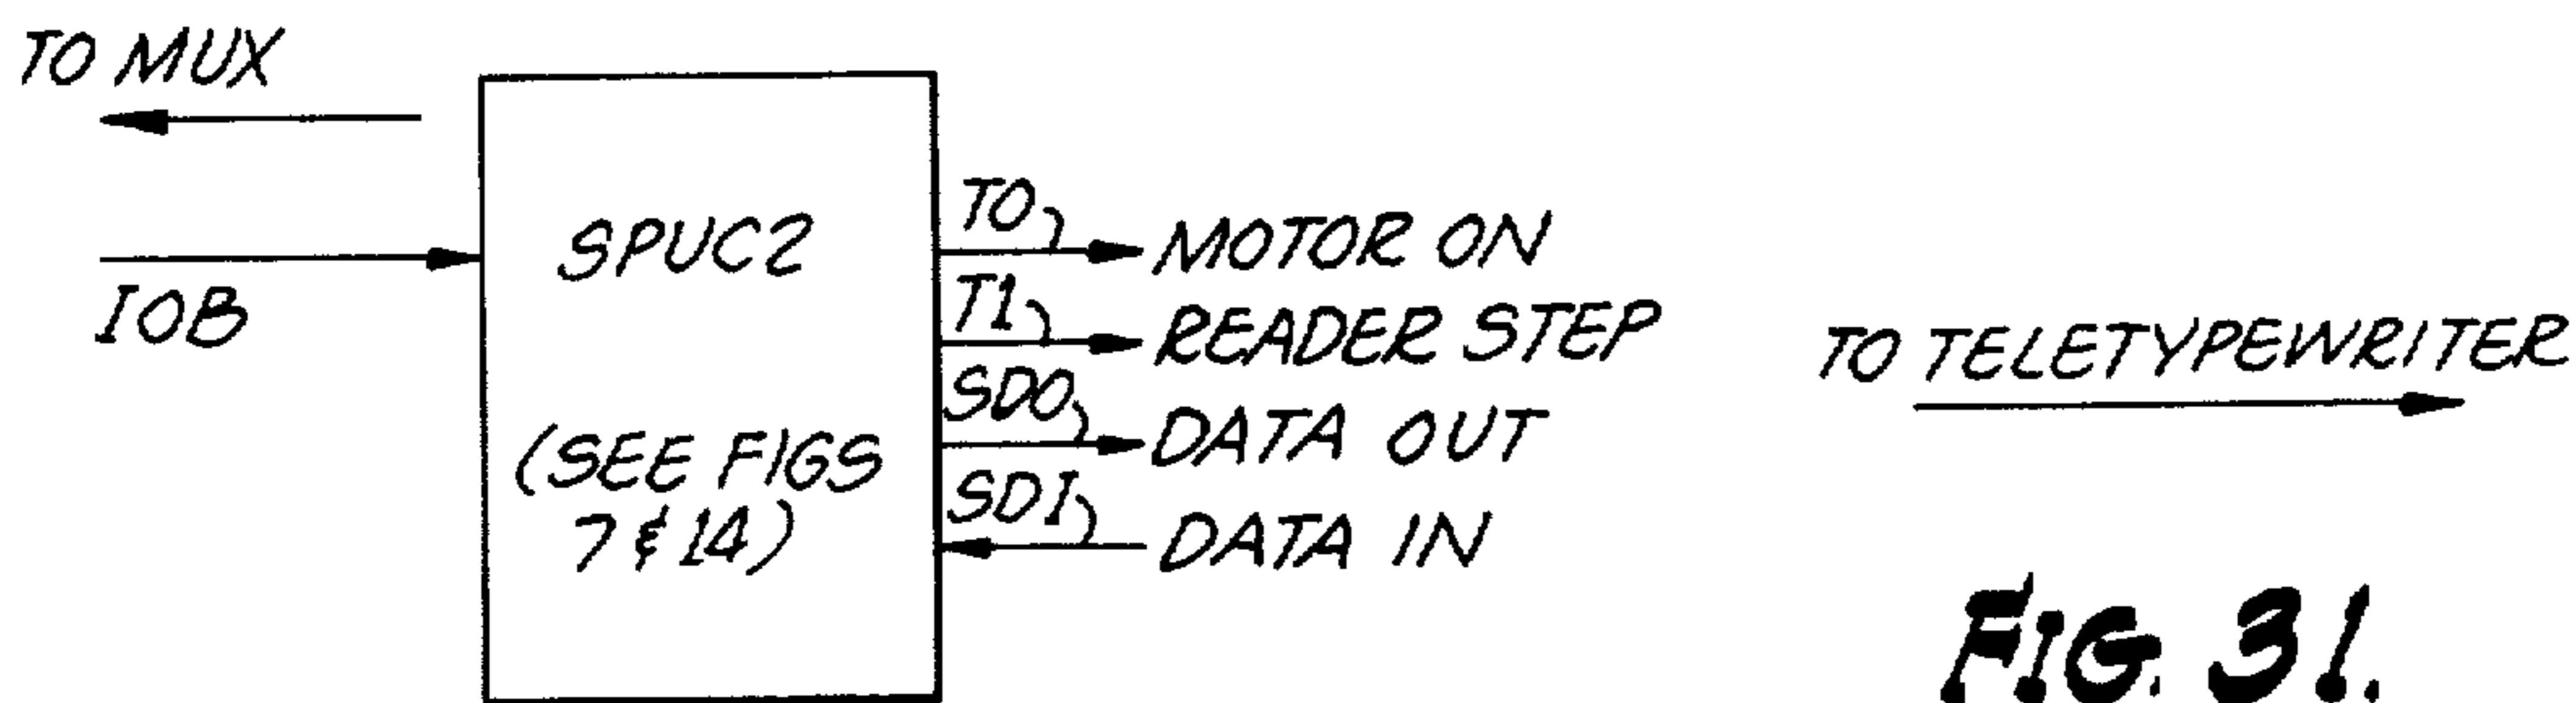 TO MUX
IOB
SPUC2
(SEE FIGS
7 & 14)
T0
MOTOR ON
T1
READER STEP
SDO
DATA OUT
SDI
DATA IN
TO TELETYPEWRITER
FIG. 31.